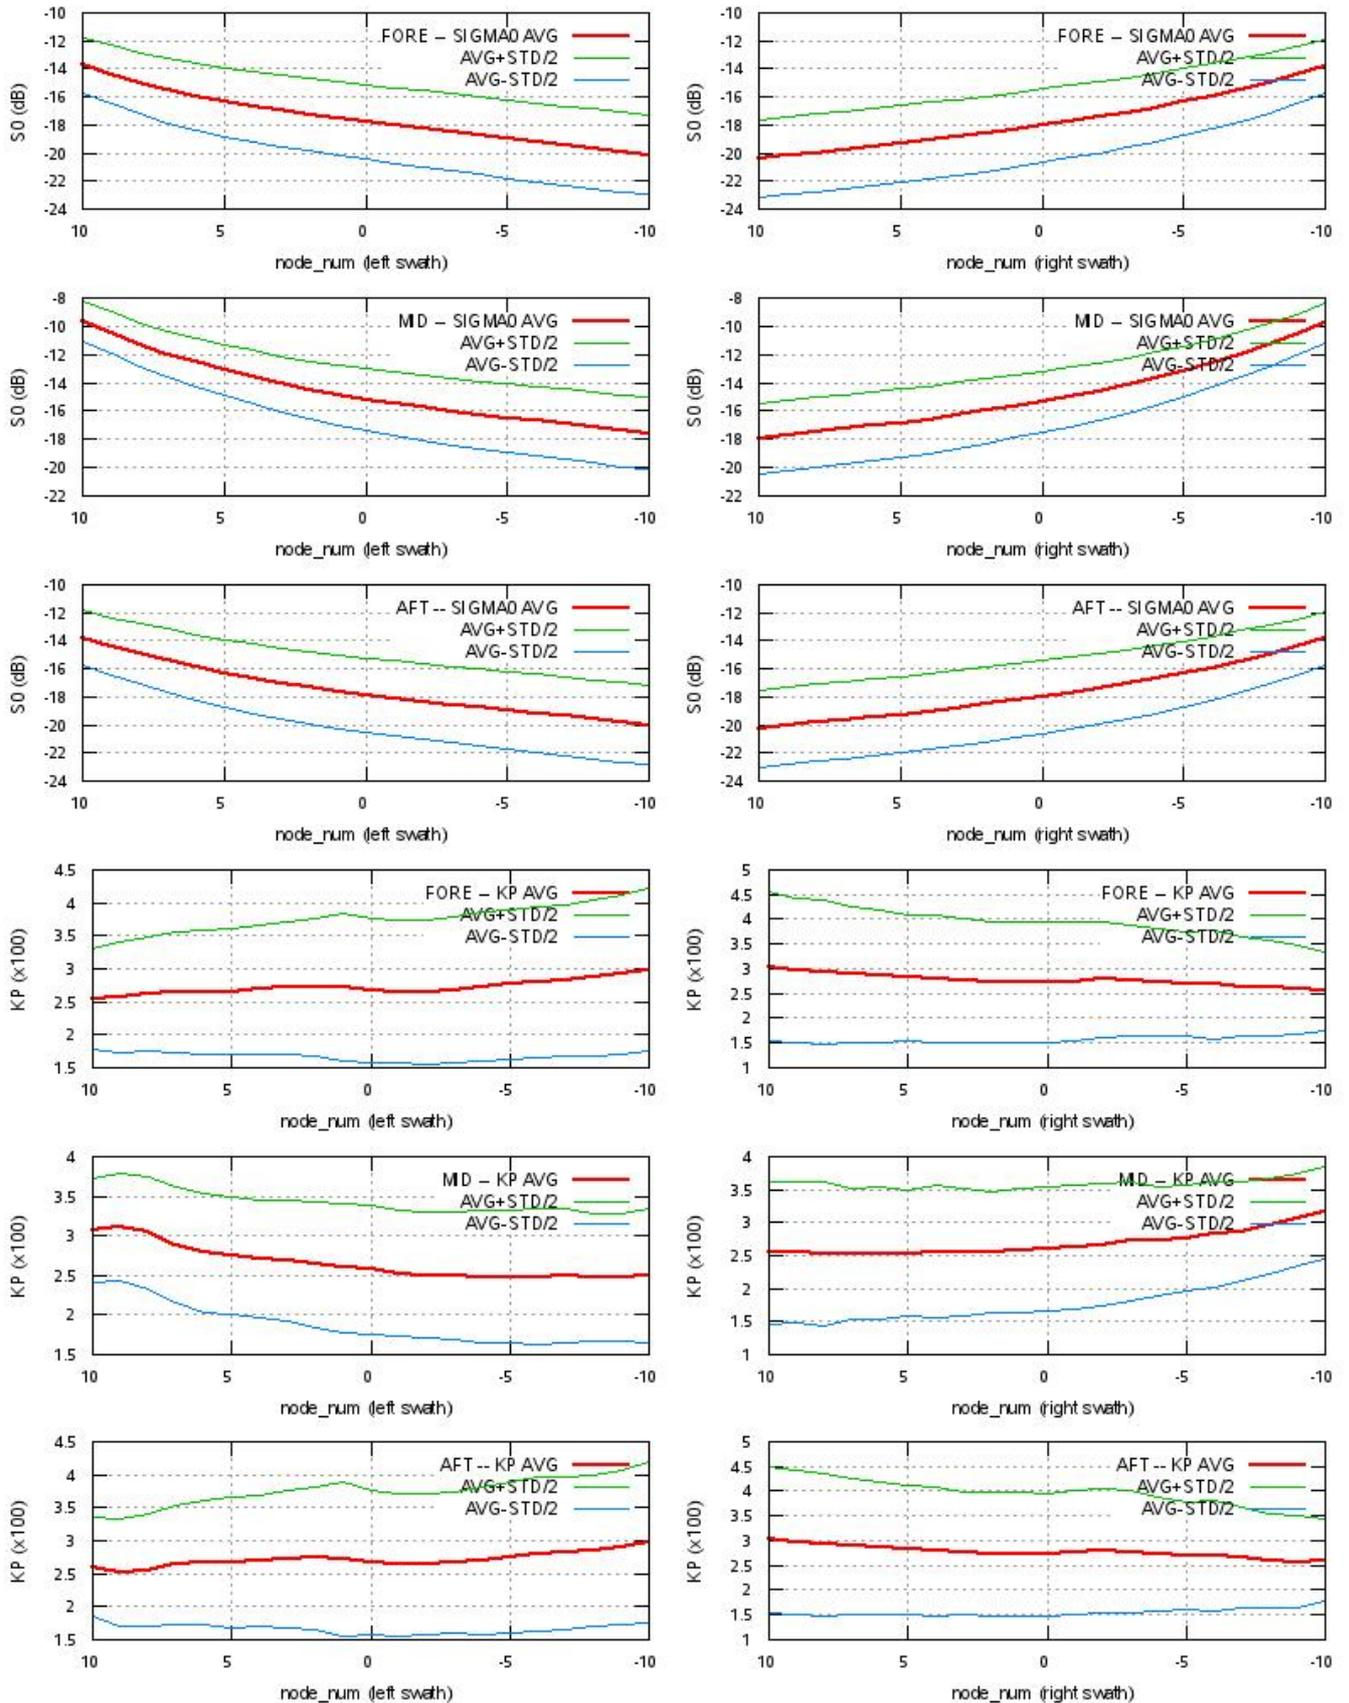 -10
-12
-14
-16
-18
-20
-22
-24
S0 (dB)
FORE – SIGMA0 AVG
AVG+STD/2
AVG-STD/2
10 5 0 -5 -10
node_num (left swath)
-10
-12
-14
-16
-18
-20
-22
-24
S0 (dB)
FORE – SIGMA0 AVG
AVG+STD/2
AVG-STD/2
10 5 0 -5 -10
node_num (right swath)
-8
-10
-12
-14
-16
-18
-20
-22
S0 (dB)
MID – SIGMA0 AVG
AVG+STD/2
AVG-STD/2
10 5 0 -5 -10
node_num (left swath)
-8
-10
-12
-14
-16
-18
-20
-22
S0 (dB)
MID – SIGMA0 AVG
AVG+STD/2
AVG-STD/2
10 5 0 -5 -10
node_num (right swath)
-10
-12
-14
-16
-18
-20
-22
-24
S0 (dB)
AFT -- SIGMA0 AVG
AVG+STD/2
AVG-STD/2
10 5 0 -5 -10
node_num (left swath)
-10
-12
-14
-16
-18
-20
-22
-24
S0 (dB)
AFT -- SIGMA0 AVG
AVG+STD/2
AVG-STD/2
10 5 0 -5 -10
node_num (right swath)
4.5
4
3.5
3
2.5
2
1.5
KP (x100)
FORE – KP AVG
AVG+STD/2
AVG-STD/2
10 5 0 -5 -10
node_num (left swath)
5
4.5
4
3.5
3
2.5
2
1.5
1
KP (x100)
FORE – KP AVG
AVG+STD/2
AVG-STD/2
10 5 0 -5 -10
node_num (right swath)
4
3.5
3
2.5
2
1.5
KP (x100)
MID – KP AVG
AVG+STD/2
AVG-STD/2
10 5 0 -5 -10
node_num (left swath)
4
3.5
3
2.5
2
1.5
1
KP (x100)
MID – KP AVG
AVG+STD/2
AVG-STD/2
10 5 0 -5 -10
node_num (right swath)
4.5
4
3.5
3
2.5
2
1.5
KP (x100)
AFT -- KP AVG
AVG+STD/2
AVG-STD/2
10 5 0 -5 -10
node_num (left swath)
5
4.5
4
3.5
3
2.5
2
1.5
1
KP (x100)
AFT -- KP AVG
AVG+STD/2
AVG-STD/2
10 5 0 -5 -10
node_num (right swath)